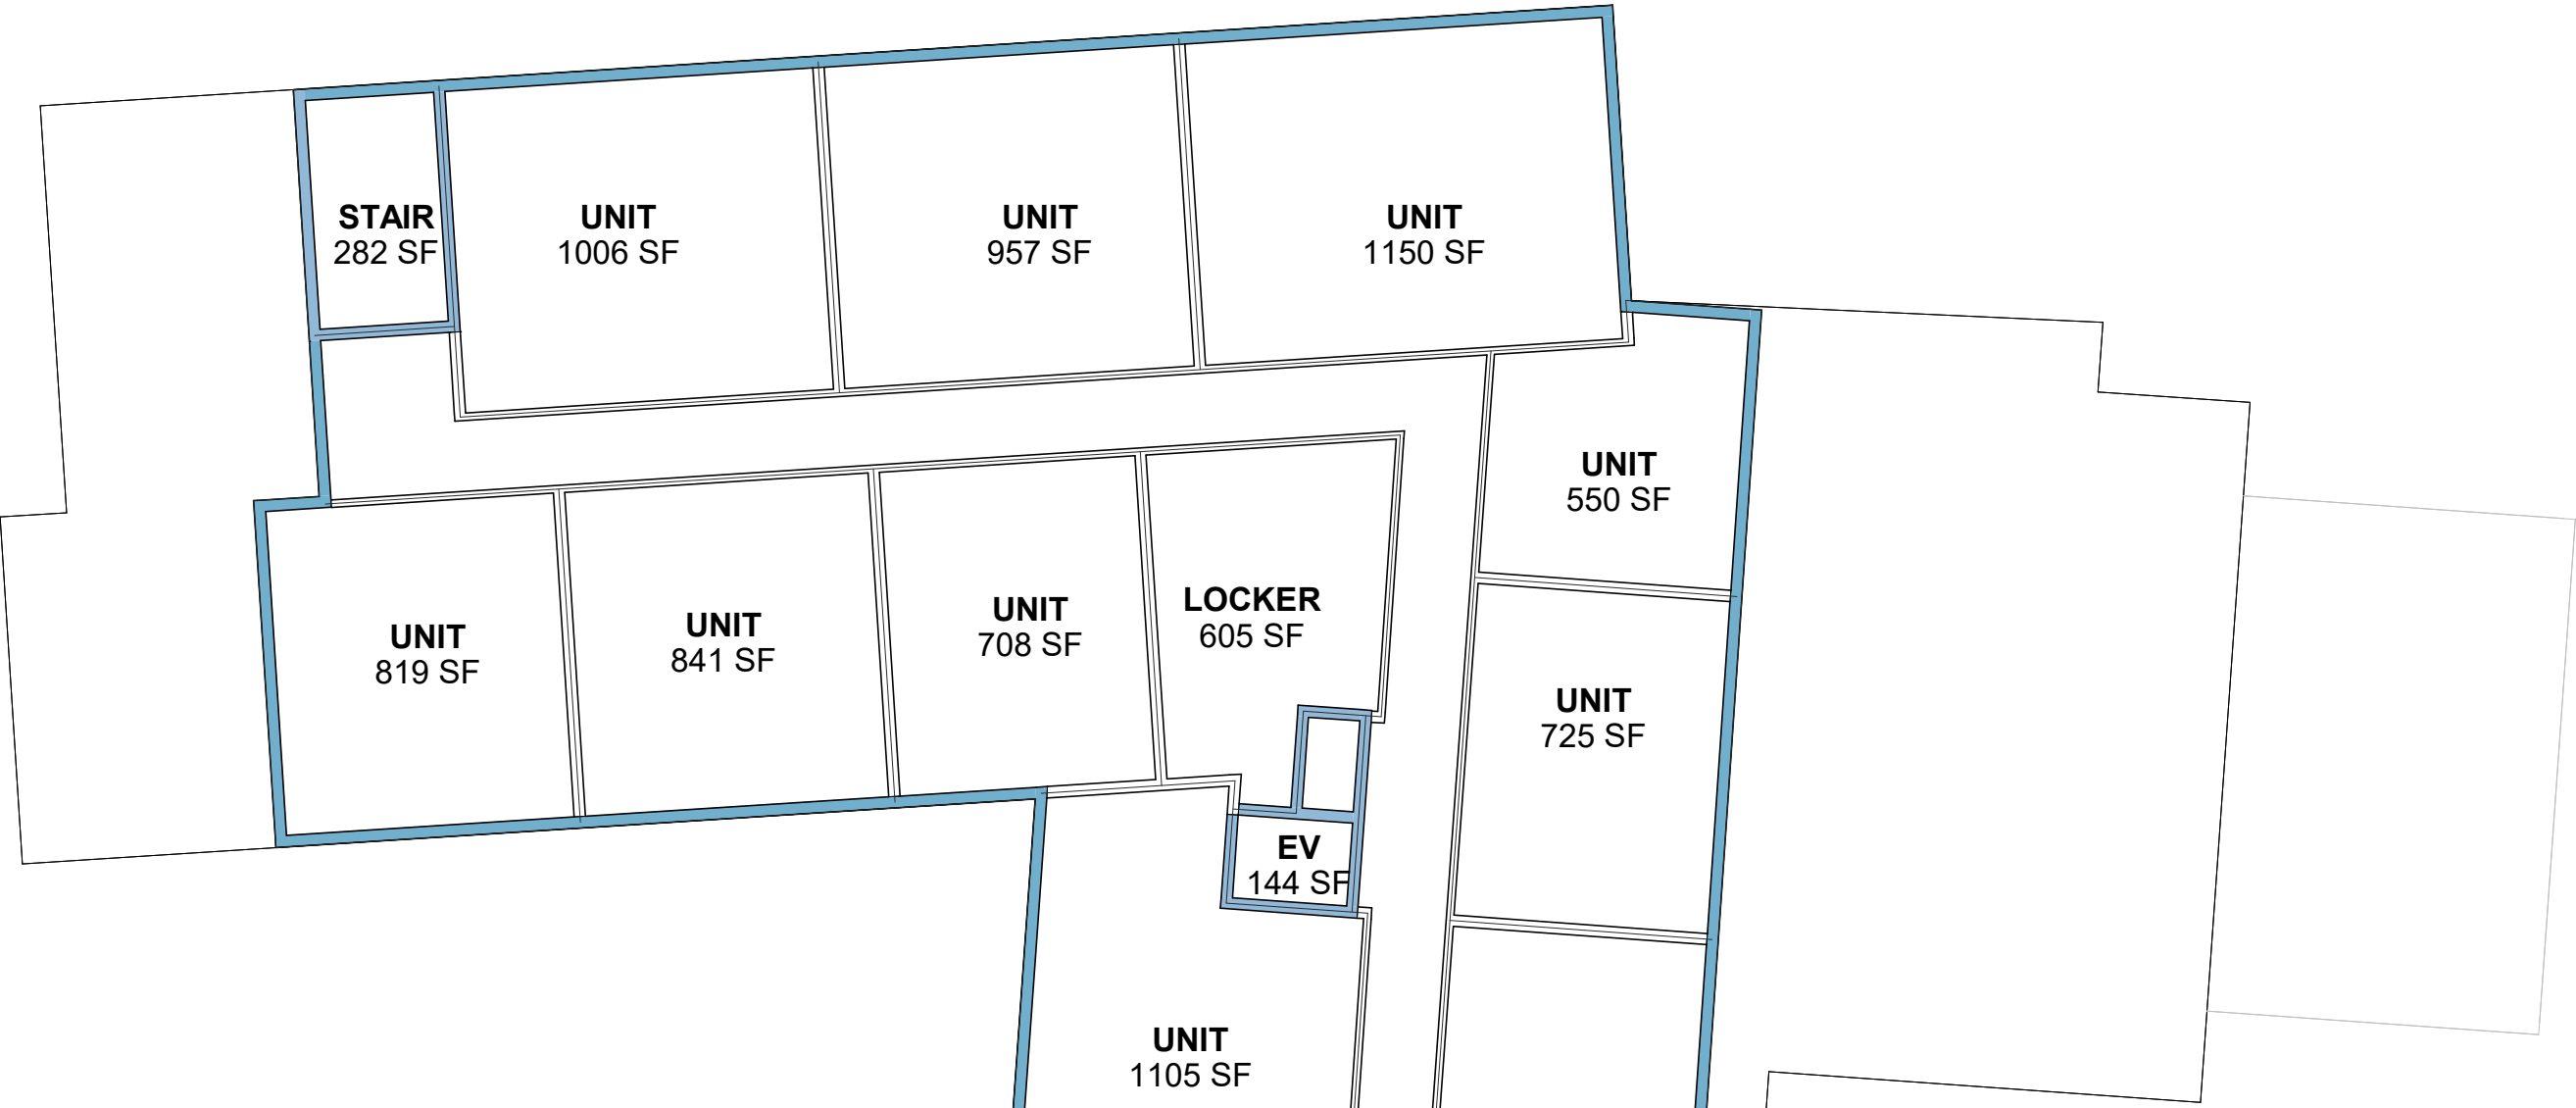 STAIR
282 SF
UNIT
1006 SF
UNIT
957 SF
UNIT
1150 SF
UNIT
550 SF
UNIT
819 SF
UNIT
841 SF
UNIT
708 SF
LOCKER
605 SF
UNIT
725 SF
EV
144 SF
UNIT
1105 SF